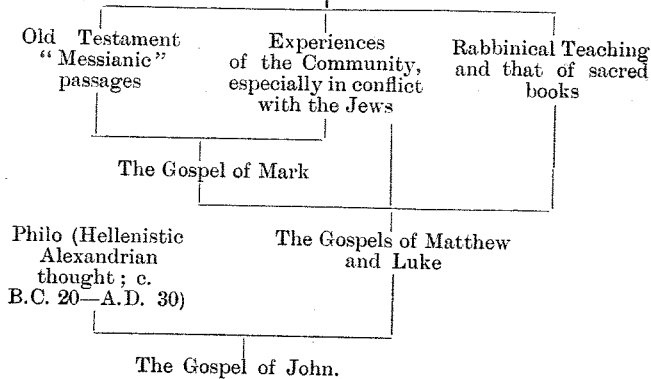 Old Testament
“Messianic”
passages
Experiences
of the Community,
especially in conflict
with the Jews
Rabbinical Teaching
and that of sacred
books
The Gospel of Mark
Philo (Hellenistic
Alexandrian
thought; c.
B.C. 20—A.D. 30)
The Gospels of Matthew
and Luke
The Gospel of John.